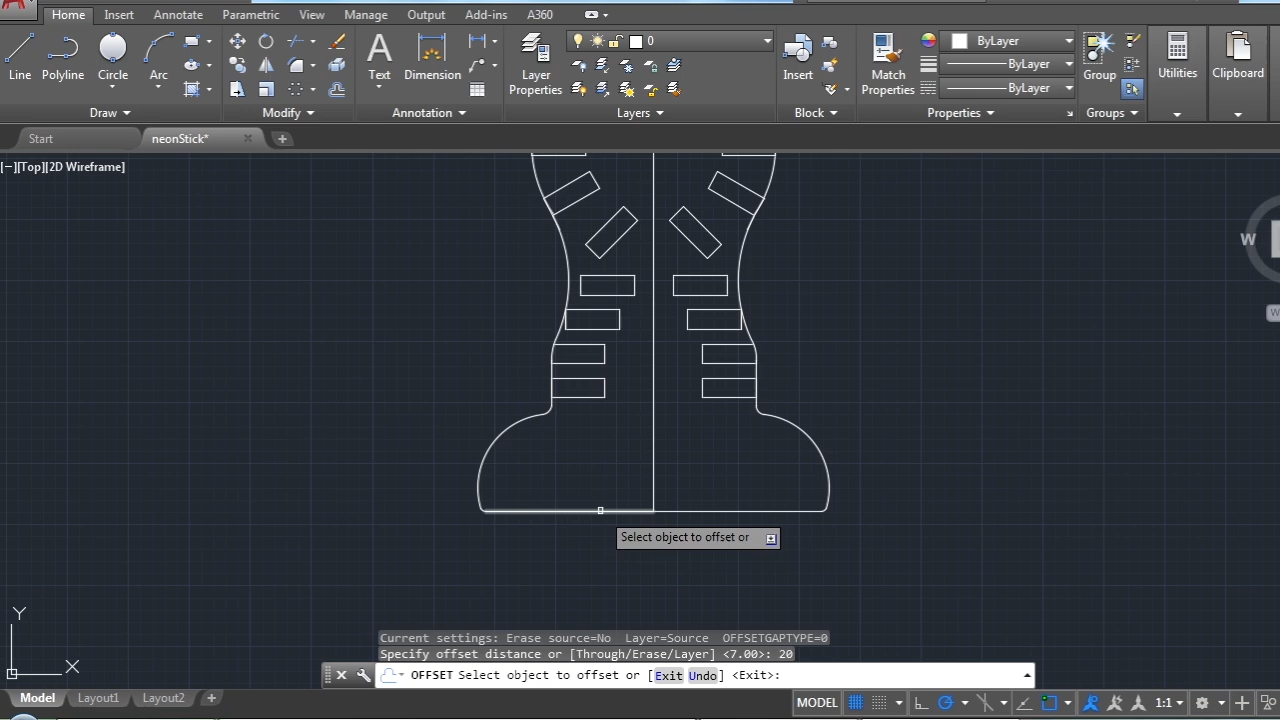 Home Insert Annotate Parametric View Manage Output Add-ins A360
Line Polyline Circle Arc
Text Dimension
Layer Properties
0
Insert
Match Properties
ByLayer
ByLayer
ByLayer
Group
Utilities
Clipboard
Draw Modify Annotation Layers Block Properties Groups
Start neonStick*
[−][Top][2D Wireframe]
W
W
Select object to offset or
Y
X
Current settings: Erase source=No Layer=Source OFFSETGAPTYPE=0
Specify offset distance or [Through/Erase/Layer] <7.00>: 20
OFFSET Select object to offset or [Exit Undo] <Exit>:
Model Layout1 Layout2
MODEL 1:1